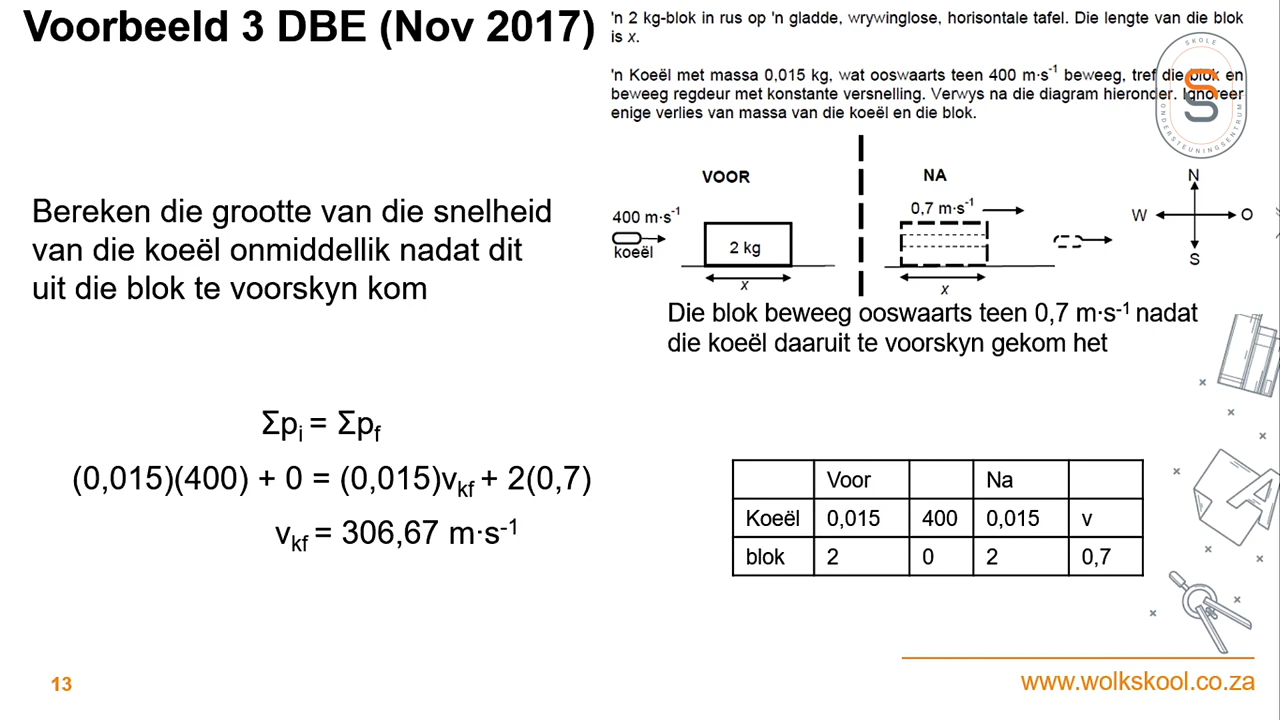 Voorbeeld 3 DBE (Nov 2017)
'n 2 kg-blok in rus op 'n gladde, wrywinglose, horisontale tafel. Die lengte van die blok
is x.
'n Koeël met massa 0,015 kg, wat ooswaarts teen 400 m·s⁻¹ beweeg, tref die blok en
beweeg regdeur met konstante versnelling. Verwys na die diagram hieronder. Ignoreer
enige verlies van massa van die koeël en die blok.
SKOLE
ONDERSTEUNINGSENTRUM
VOOR
NA
400 m·s⁻¹
koeël
2 kg
x
0,7 m·s⁻¹
x
N
W
O
S
Bereken die grootte van die snelheid
van die koeël onmiddellik nadat dit
uit die blok te voorskyn kom
Die blok beweeg ooswaarts teen 0,7 m·s⁻¹ nadat
die koeël daaruit te voorskyn gekom het
Σpi = Σpf
(0,015)(400) + 0 = (0,015)vkf + 2(0,7)
vkf = 306,67 m·s⁻¹
Voor Na
Koeël 0,015 400 0,015 v
blok 2 0 2 0,7
13
www.wolkskool.co.za